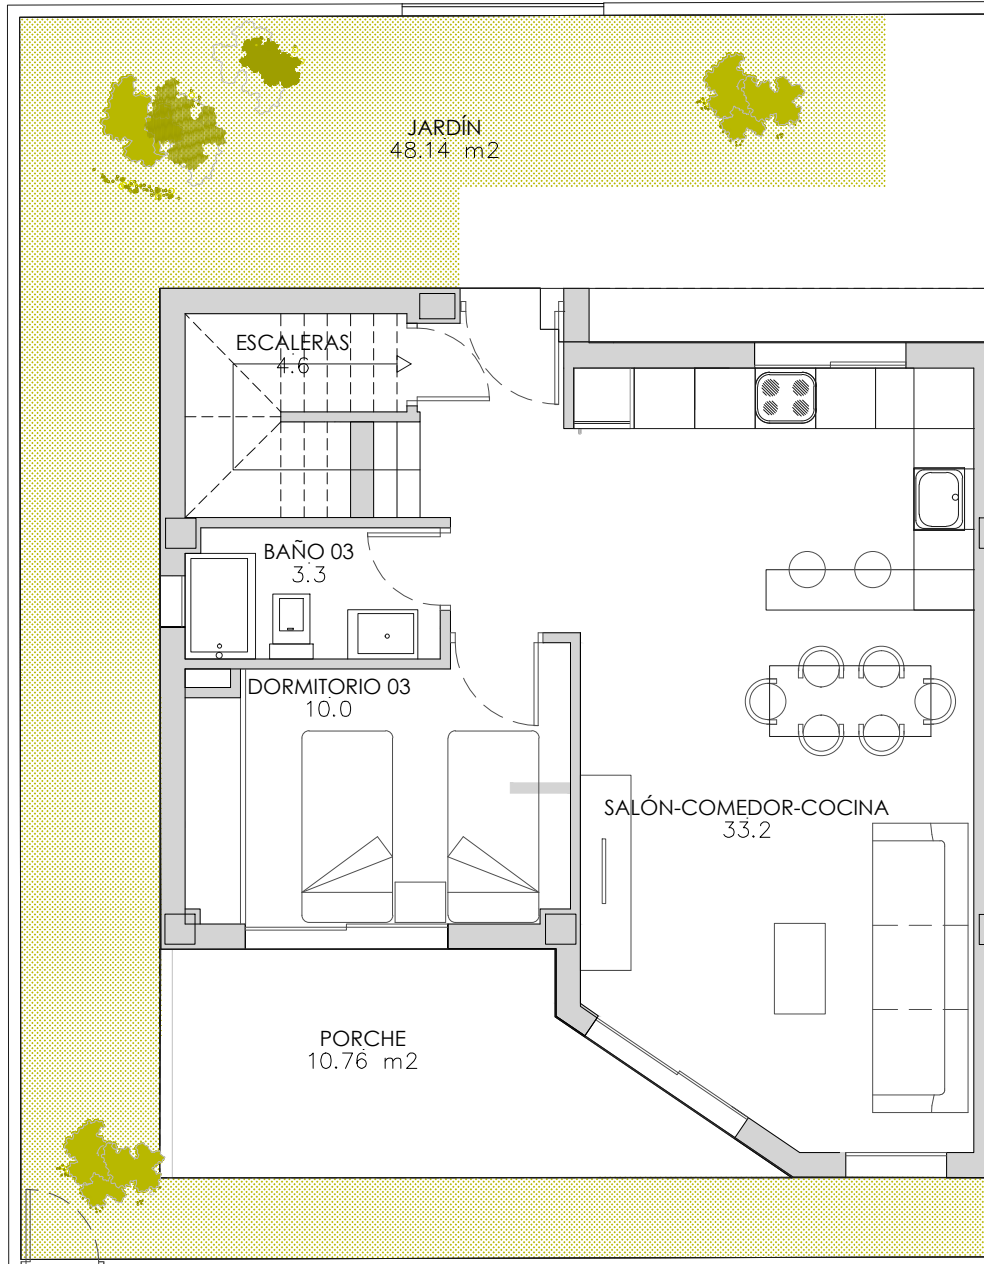 JARDÍN
48.14 m2
ESCALERAS
4.6
BAÑO 03
3.3
DORMITORIO 03
10.0
SALÓN-COMEDOR-COCINA
33.2
PORCHE
10.76 m2